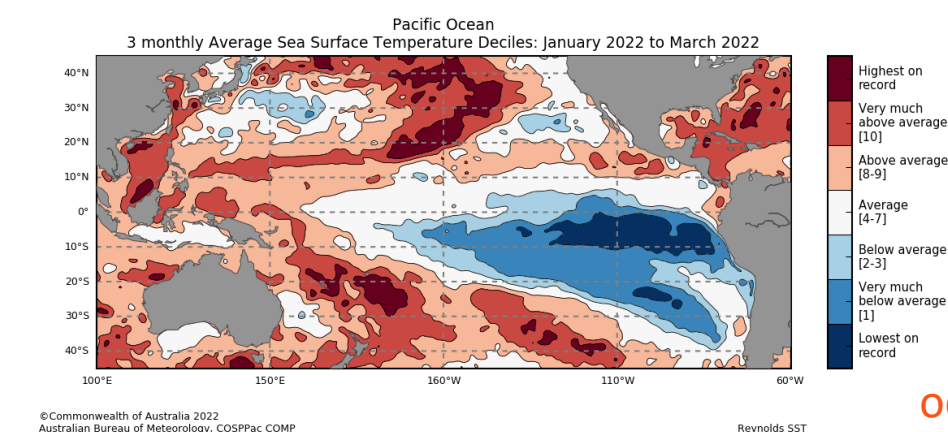 Pacific Ocean
3 monthly Average Sea Surface Temperature Deciles: January 2022 to March 2022
40°N
30°N
20°N
10°N
0°
10°S
20°S
30°S
40°S
100°E
150°E
160°W
110°W
60°W
Highest on
record
Very much
above average
[10]
Above average
[8-9]
Average
[4-7]
Below average
[2-3]
Very much
below average
[1]
Lowest on
record
©Commonwealth of Australia 2022
Australian Bureau of Meteorology, COSPPac COMP
Reynolds SST